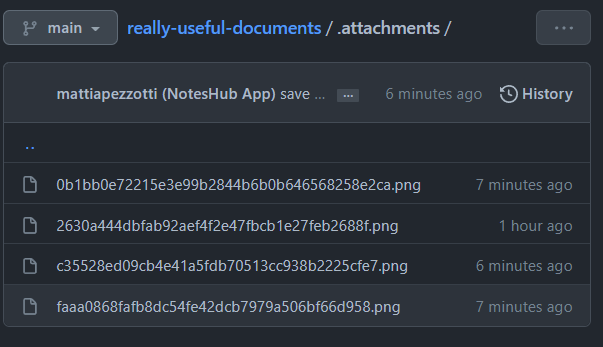 main really-useful-documents / .attachments / ...
mattiapezzotti (NotesHub App) save ... ... 6 minutes ago History
..
0b1bb0e72215e3e99b2844b6b0b646568258e2ca.png 7 minutes ago
2630a444dbfab92aef4f2e47fbcb1e27feb2688f.png 1 hour ago
c35528ed09cb4e41a5fdb70513cc938b2225cfe7.png 6 minutes ago
faaa0868fafb8dc54fe42dcb7979a506bf66d958.png 7 minutes ago